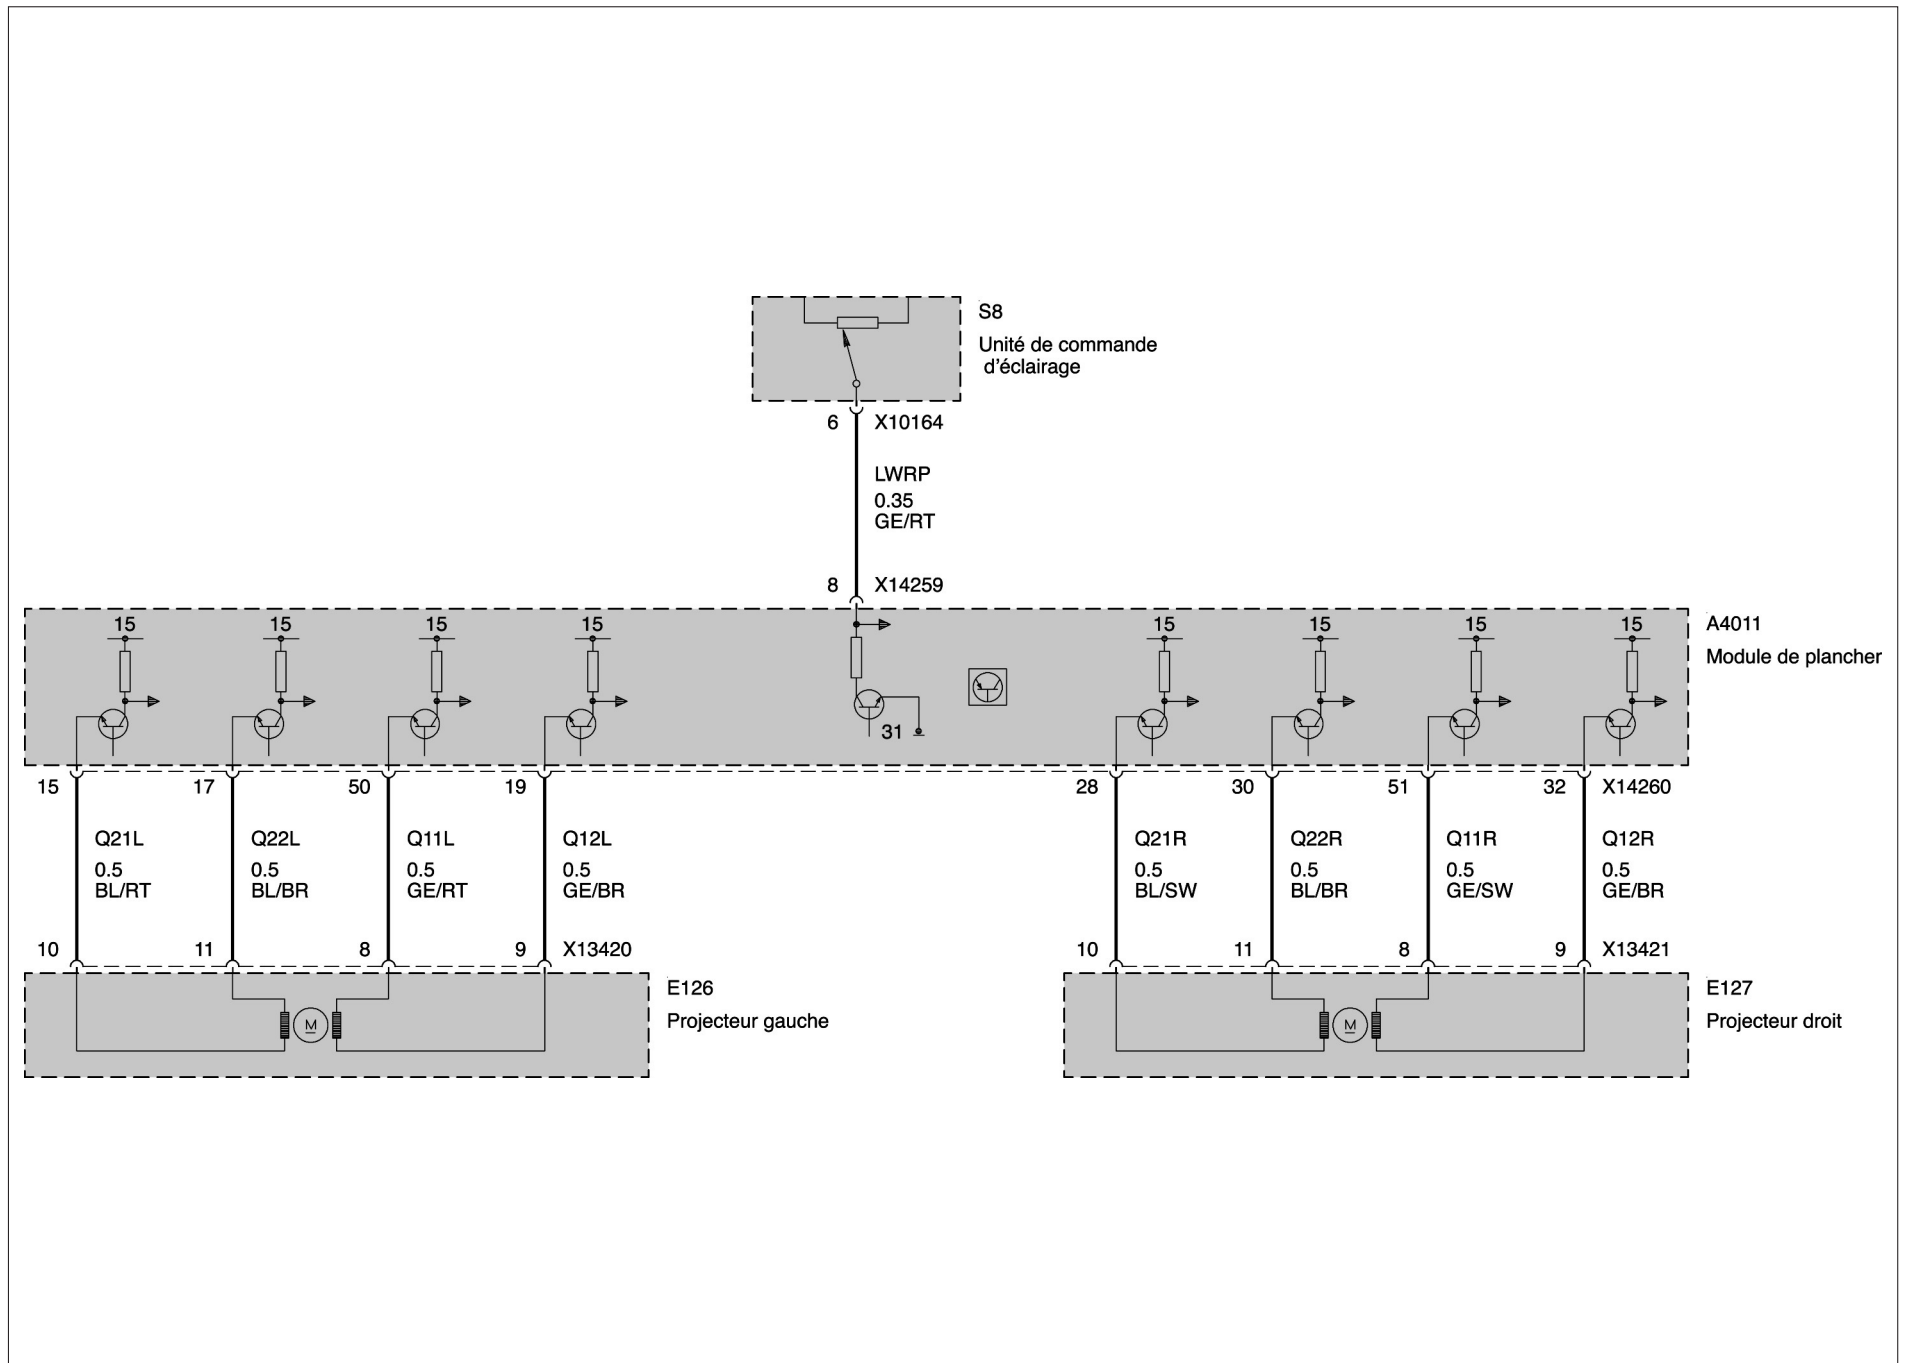 S8
Unité de commande
d'éclairage
6 X10164
LWRP
0.35
GE/RT
8 X14259
15 15 15 15 15 15 15 15
A4011
Module de plancher
31
15 17 50 19 28 30 51 32 X14260
Q21L Q22L Q11L Q12L Q21R Q22R Q11R Q12R
0.5 0.5 0.5 0.5 0.5 0.5 0.5 0.5
BL/RT BL/BR GE/RT GE/BR BL/SW BL/BR GE/SW GE/BR
10 11 8 9 X13420 10 11 8 9 X13421
E126 E127
M M
Projecteur gauche Projecteur droit